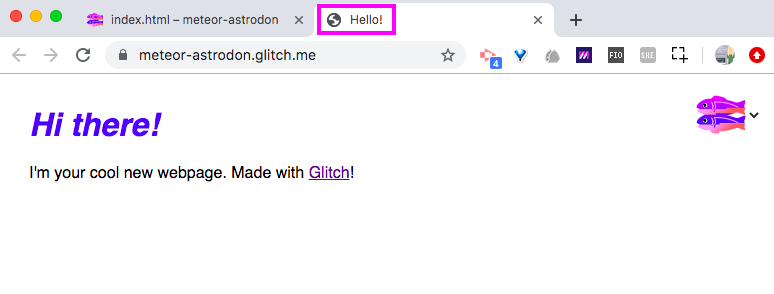 index.html – meteor-astrodon
Hello!
meteor-astrodon.glitch.me
4
FIO
SHE
Hi there!
I'm your cool new webpage. Made with Glitch!